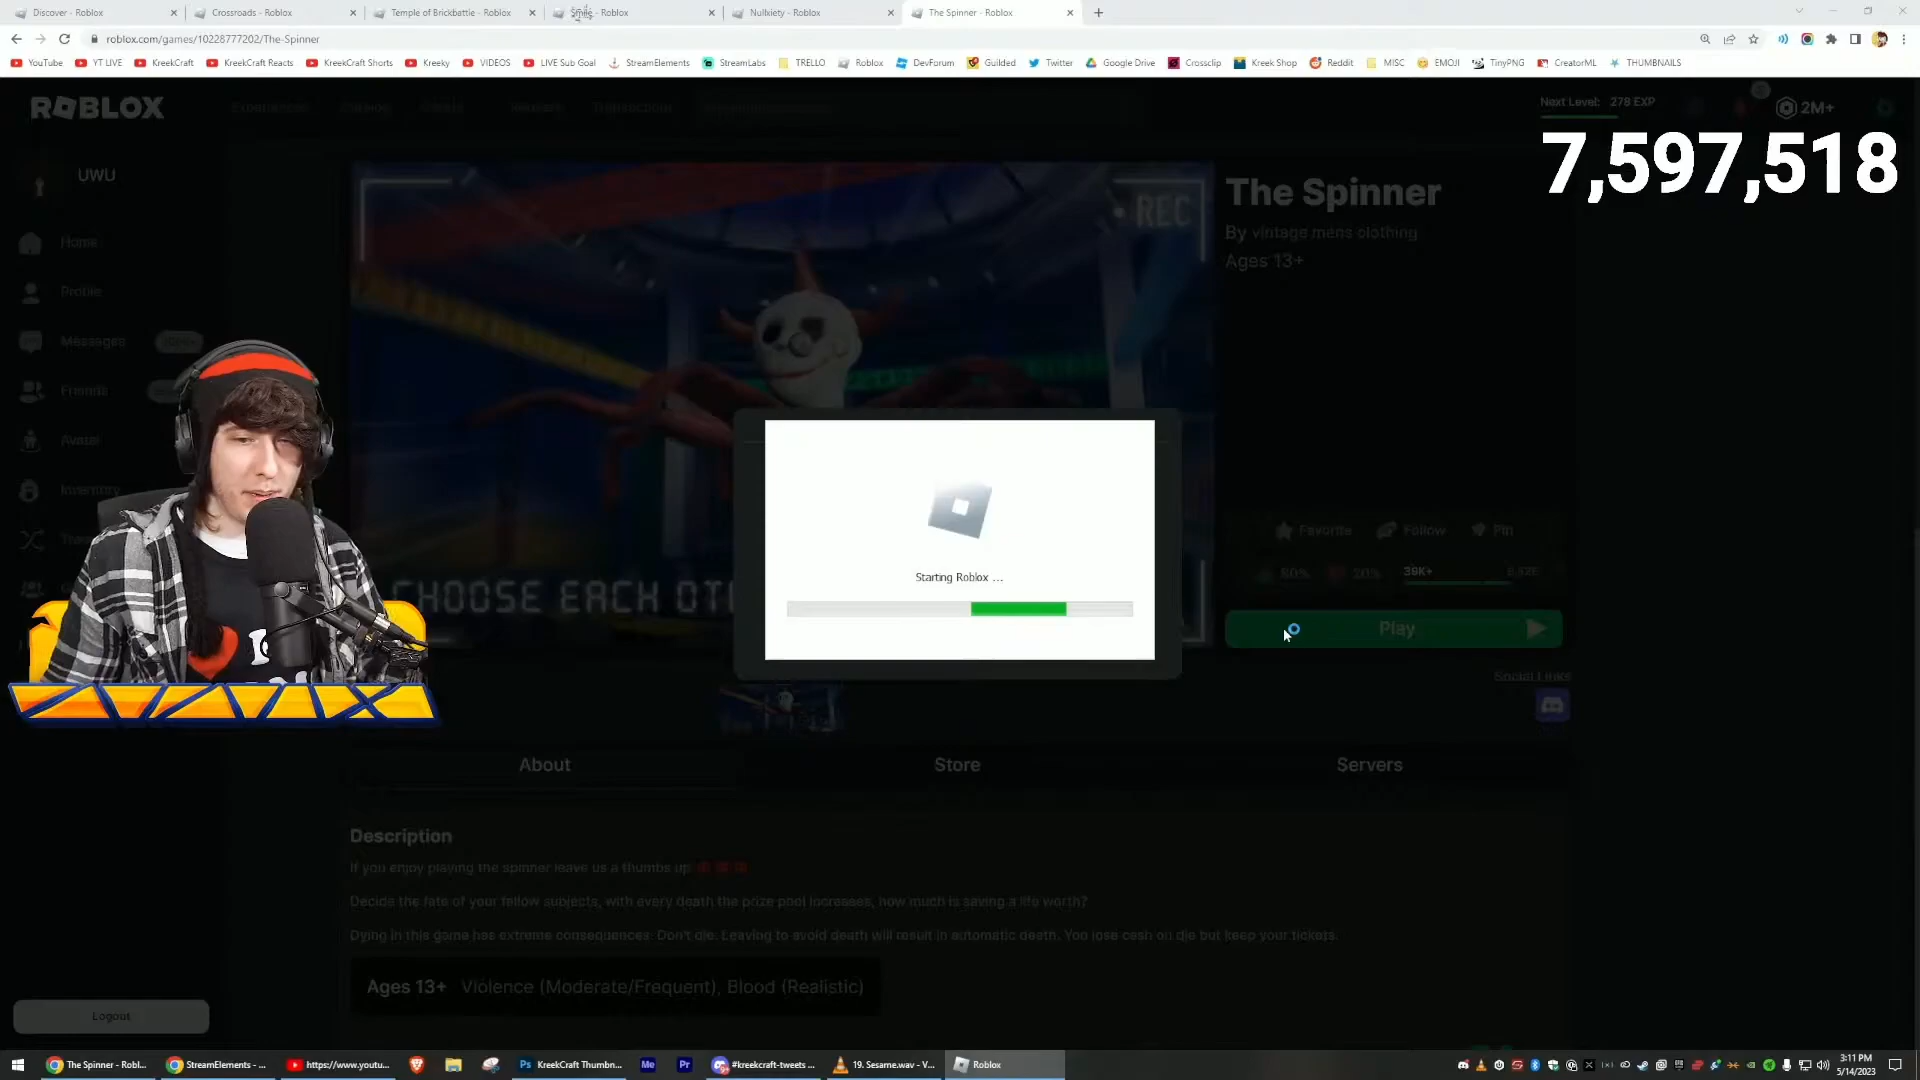 Discover - Roblox
Crossroads - Roblox
Temple of Brickbattle - Roblox
Smile - Roblox
Nullxiety - Roblox
The Spinner - Roblox
roblox.com/games/10228777202/The-Spinner
YouTube
YT LIVE
KreekCraft
KreekCraft Reacts
KreekCraft Shorts
Kreeky
VIDEOS
LIVE Sub Goal
StreamElements
StreamLabs
TRELLO
Roblox
DevForum
Guilded
Twitter
Google Drive
Crossclip
Kreek Shop
Reddit
MISC
EMOJI
TinyPNG
CreatorML
THUMBNAILS
ROBLOX
Next Level: 278 EXP
2M+
7,597,518
UWU
Home
Profile
Messages
Friends
Avatar
Inventory
REC
CHOOSE EACH OT
The Spinner
By vintage mens clothing
Ages 13+
Starting Roblox ...
Favorite
Follow
Pin
80%
20%
39K+
Play
Social Links
About
Store
Servers
Description
If you enjoy playing the spinner leave us a thumbs up
Decide the fate of your fellow subjects, with every death the prize pool increases, how much is saving a life worth?
Dying in this game has extreme consequences. Don't die. Leaving to avoid death will result in automatic death. You lose cash on die but keep your tickets.
Ages 13+ Violence (Moderate/Frequent), Blood (Realistic)
Logout
The Spinner - Robl...
StreamElements - ...
https://www.youtu...
KreekCraft Thumbn...
#kreekcraft-tweets ...
19. Sesame.wav - V...
Roblox
3:11 PM
5/14/2023